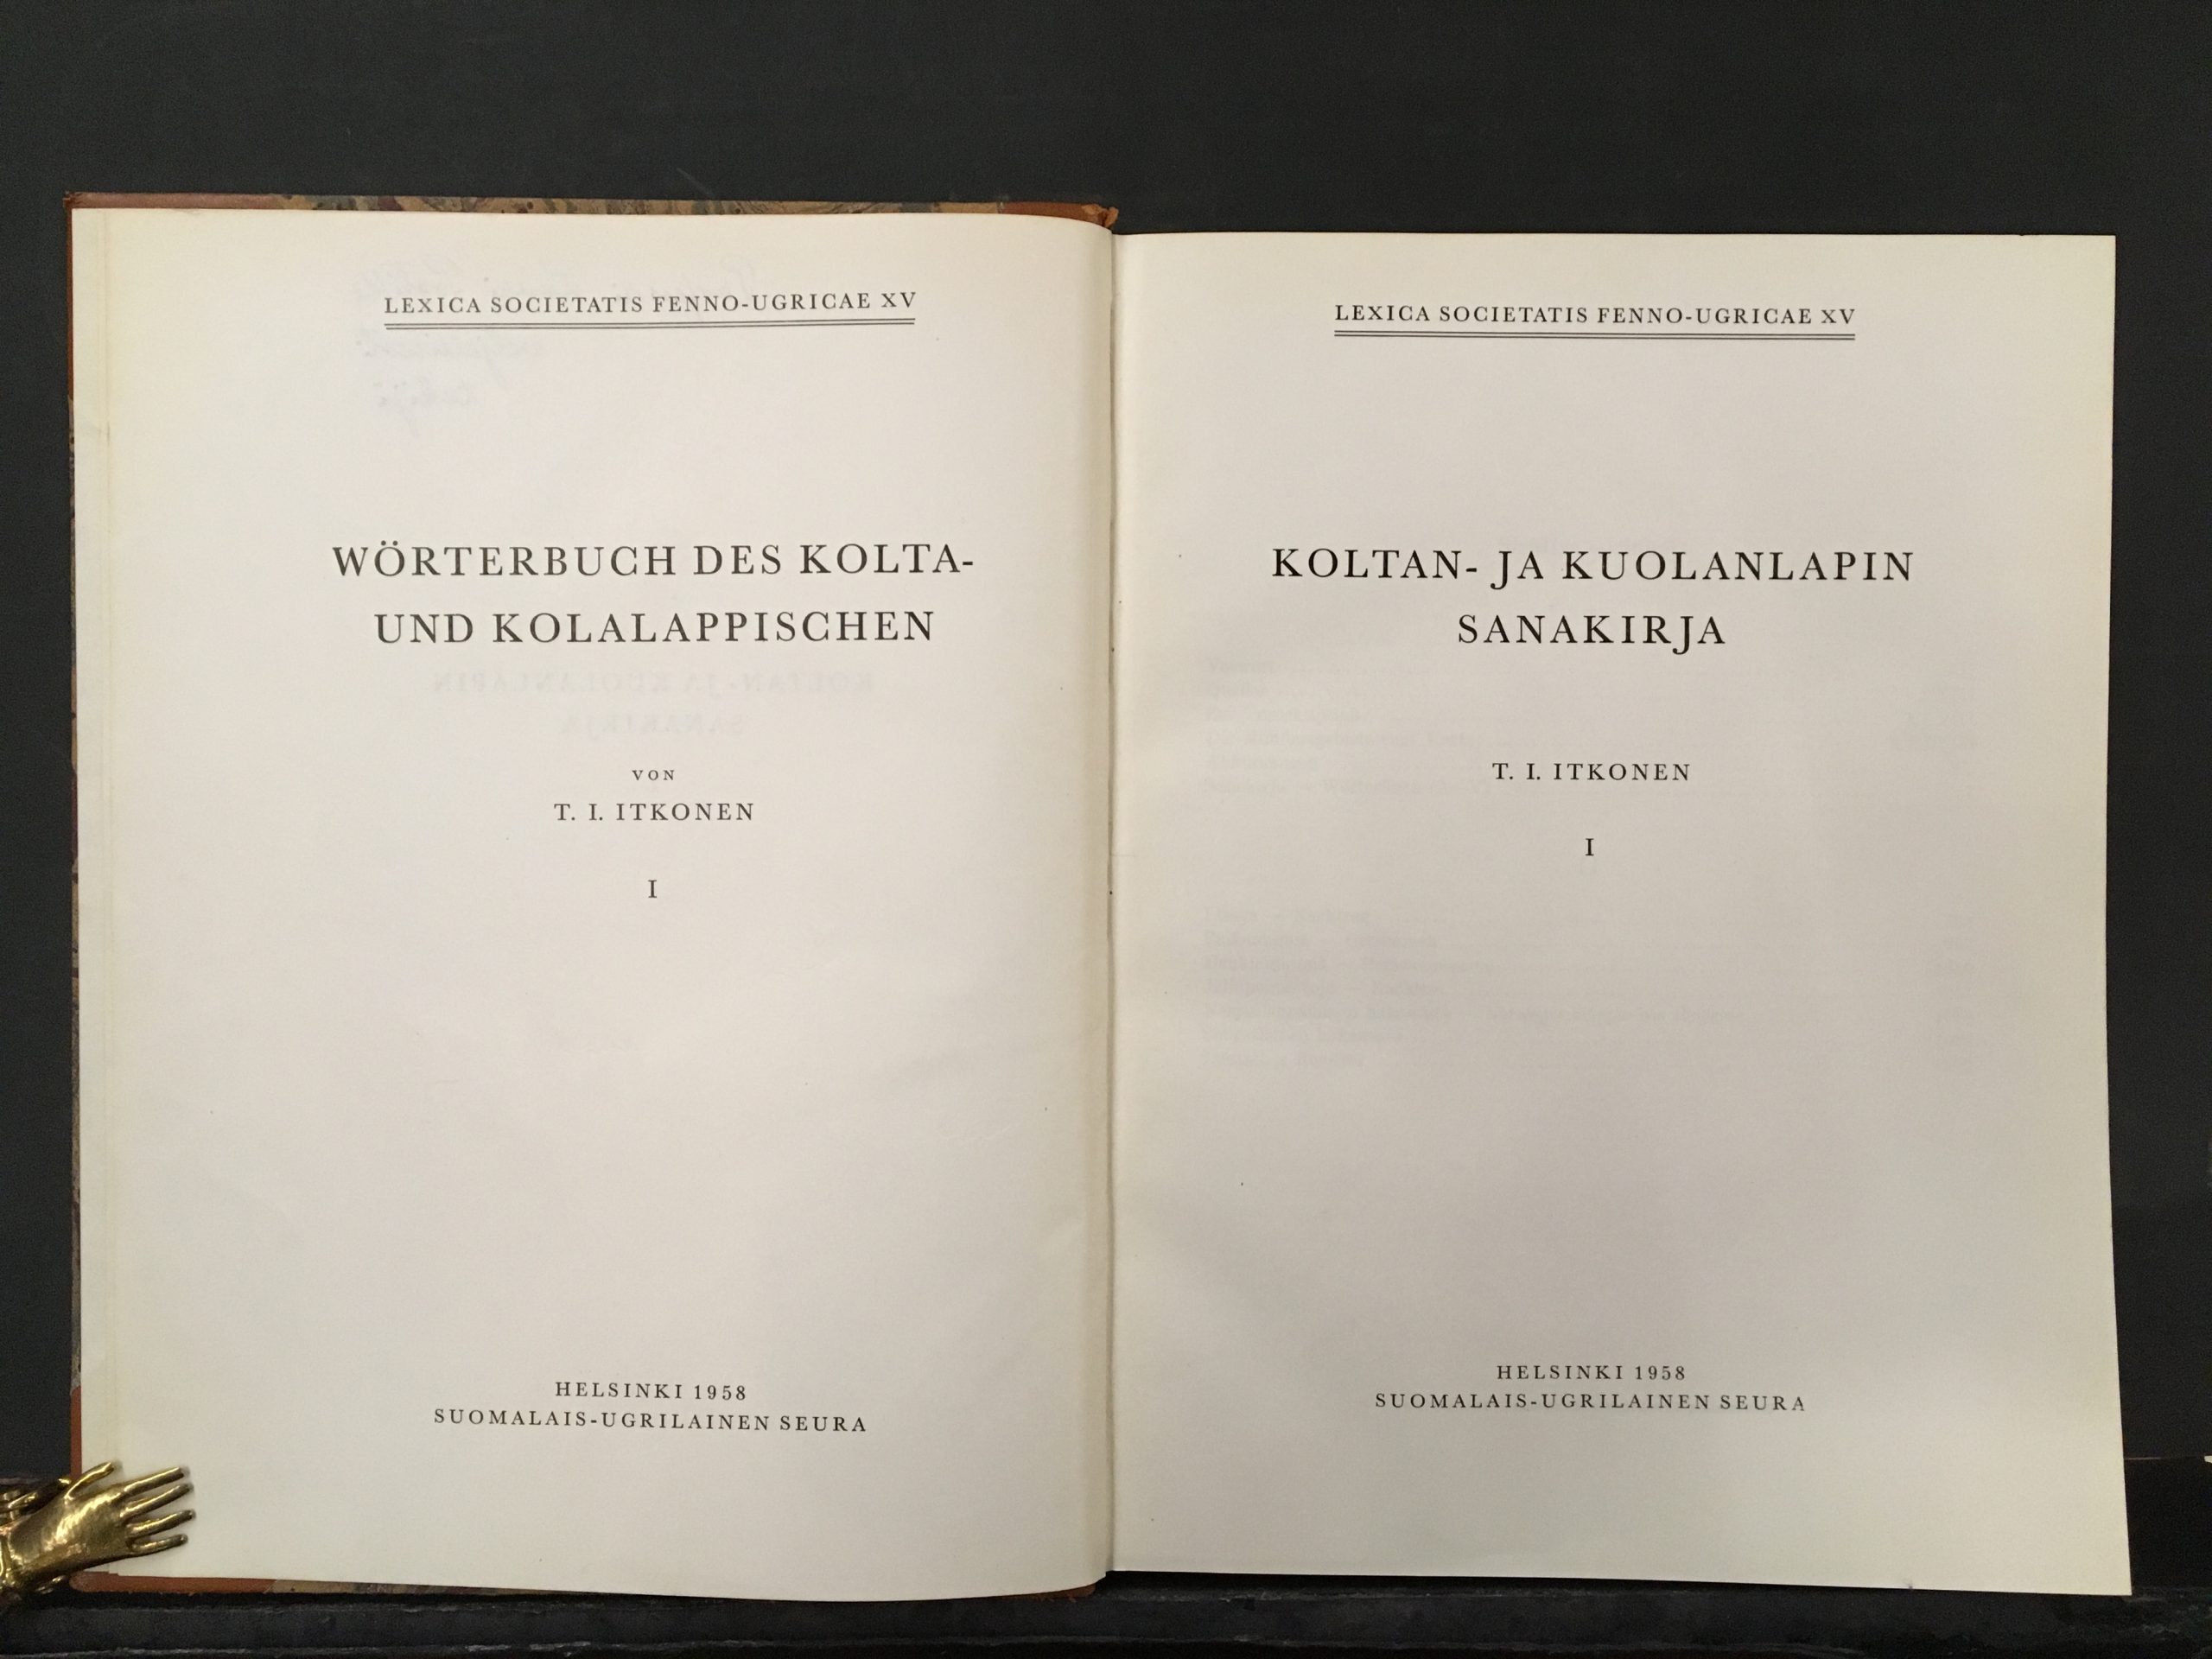 LEXICA SOCIETATIS FENNO-UGRICAE XV
WÖRTERBUCH DES KOLTA-
UND KOLALAPPISCHEN
VON
T. I. ITKONEN
I
HELSINKI 1958
SUOMALAIS-UGRILAINEN SEURA
LEXICA SOCIETATIS FENNO-UGRICAE XV
KOLTAN- JA KUOLANLAPIN
SANAKIRJA
T. I. ITKONEN
I
HELSINKI 1958
SUOMALAIS-UGRILAINEN SEURA